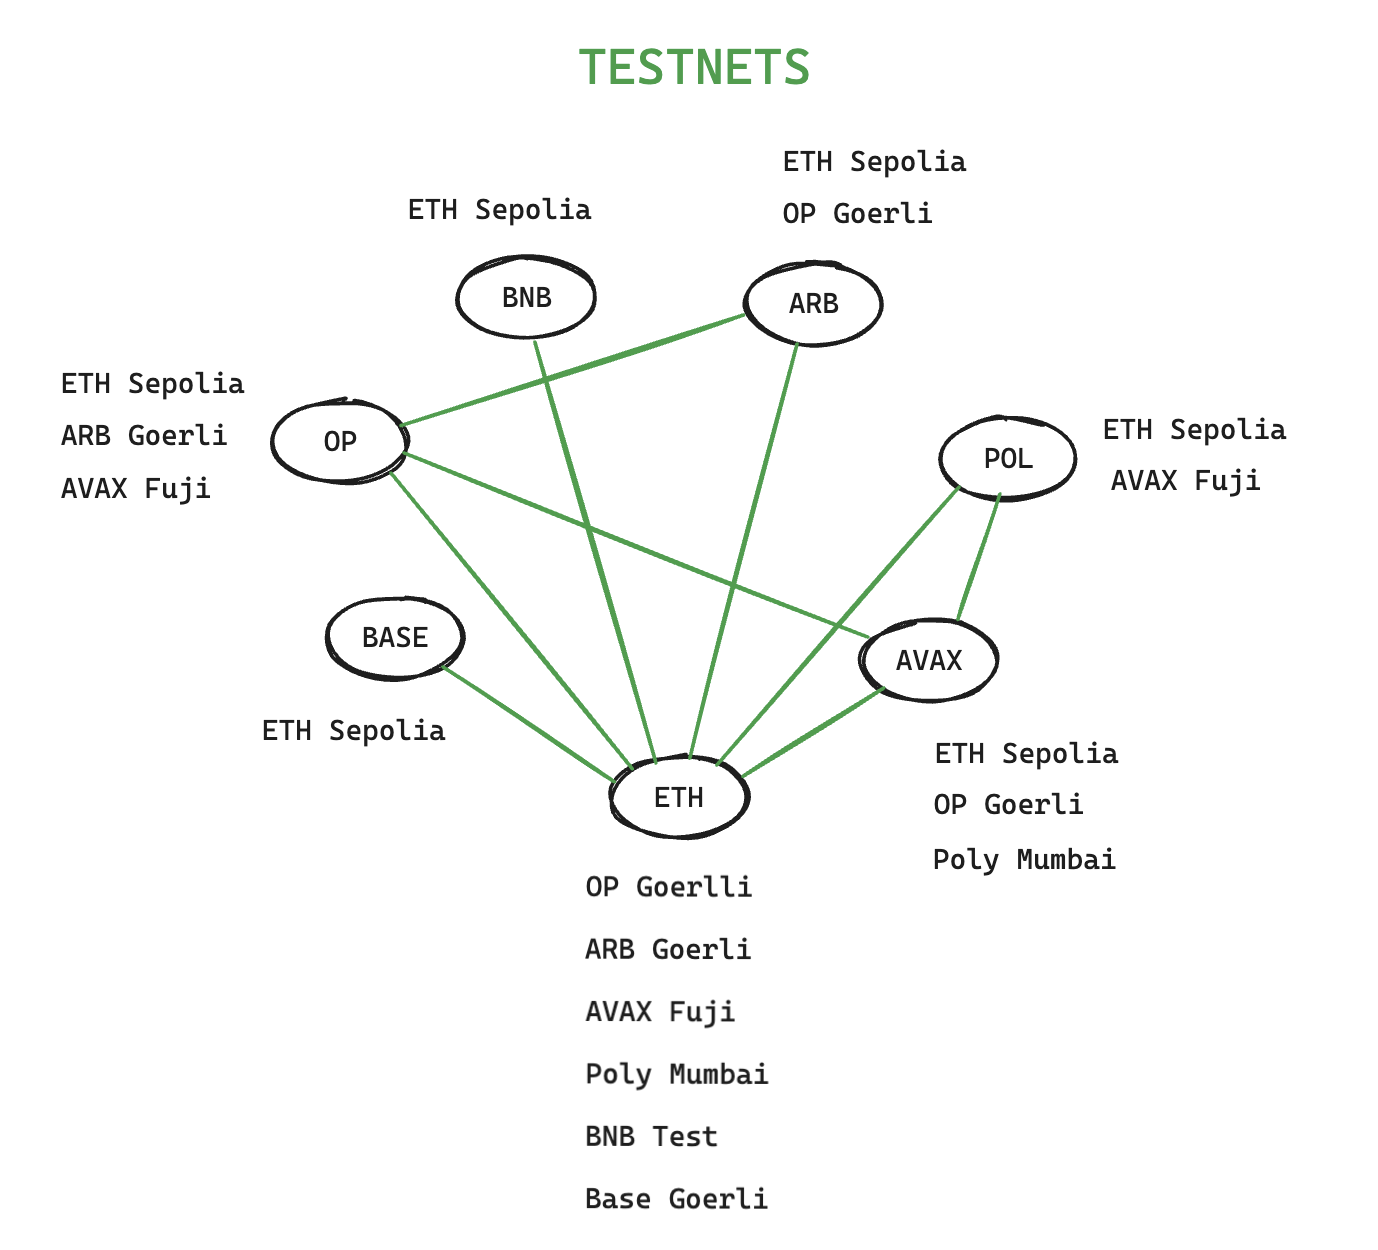 TESTNETS
ETH Sepolia
OP Goerli
ETH Sepolia
BNB
ARB
ETH Sepolia
ARB Goerli
AVAX Fuji
OP
POL
ETH Sepolia
AVAX Fuji
BASE
AVAX
ETH Sepolia
ETH
ETH Sepolia
OP Goerli
Poly Mumbai
OP Goerlli
ARB Goerli
AVAX Fuji
Poly Mumbai
BNB Test
Base Goerli